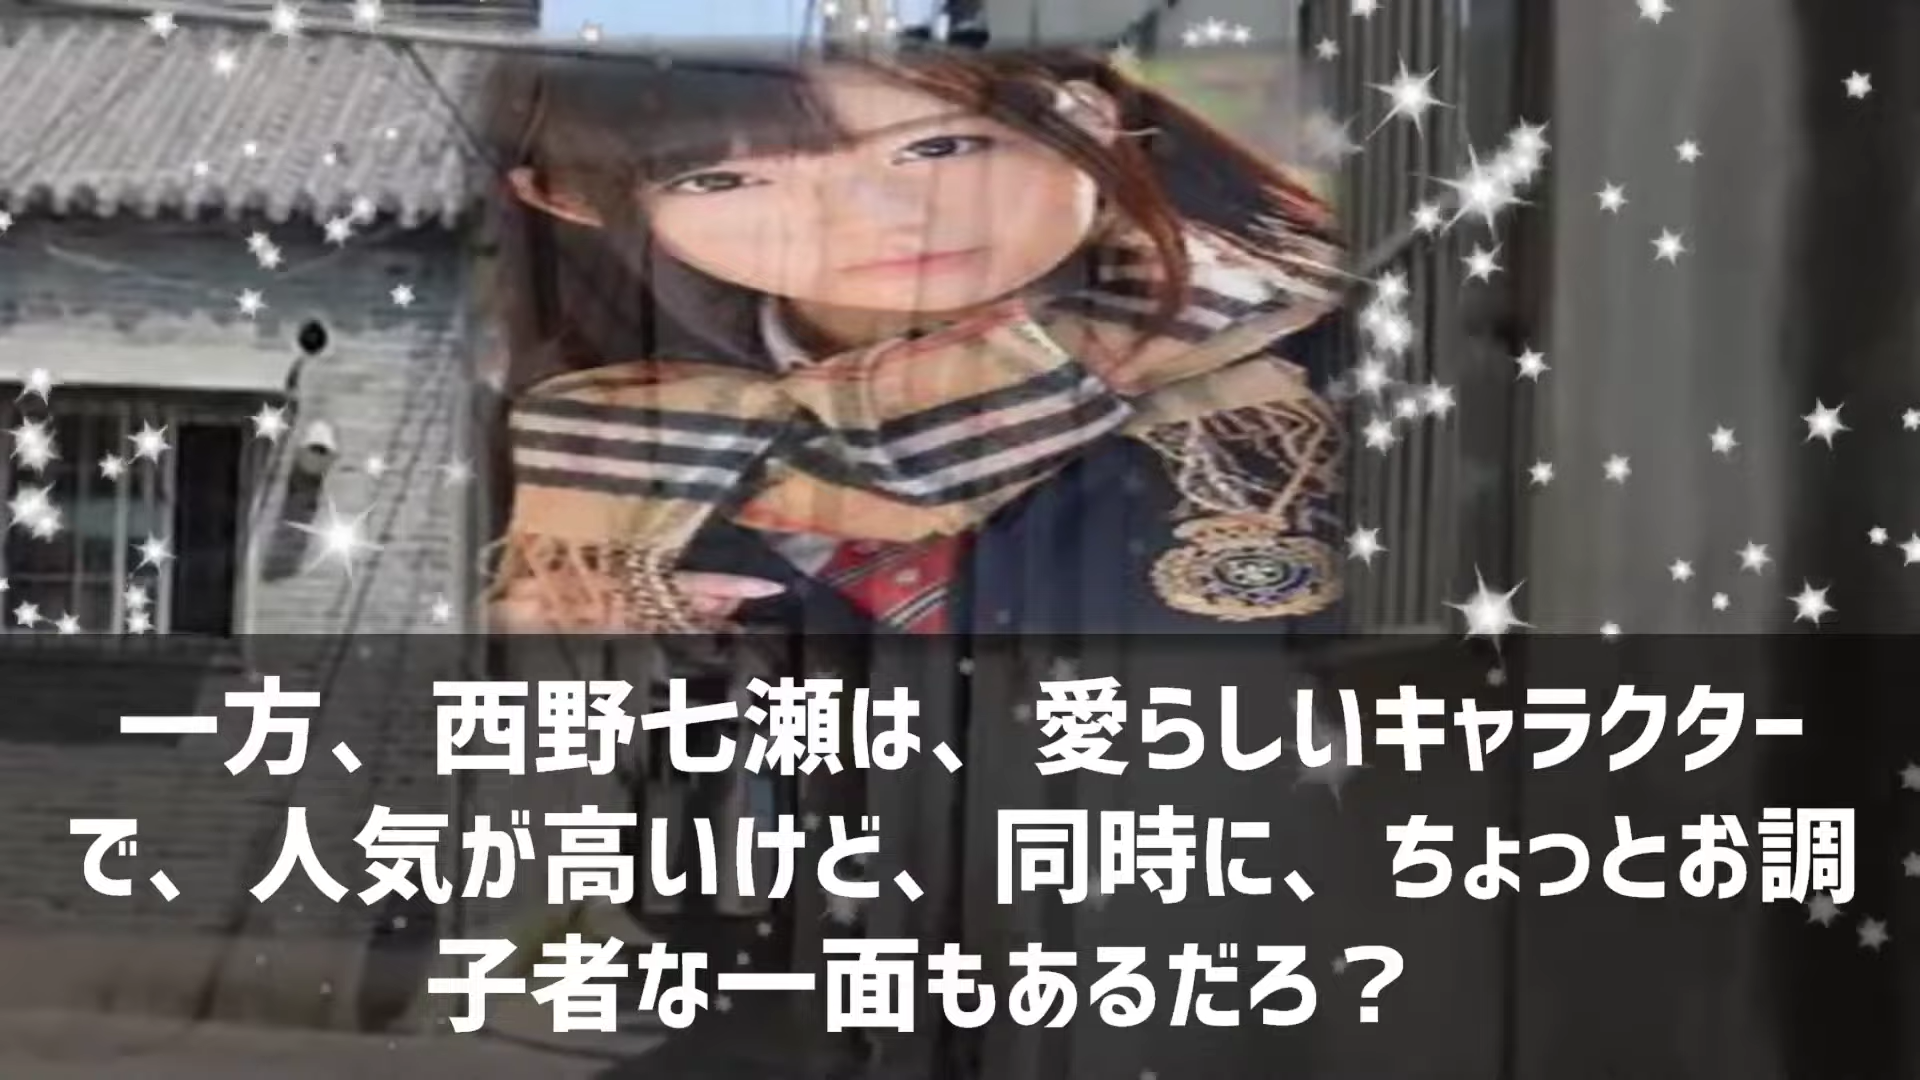 一方、西野七瀬は、愛らしいキャラクター
で、人気が高いけど、同時に、ちょっとお調
子者な一面もあるだろ？